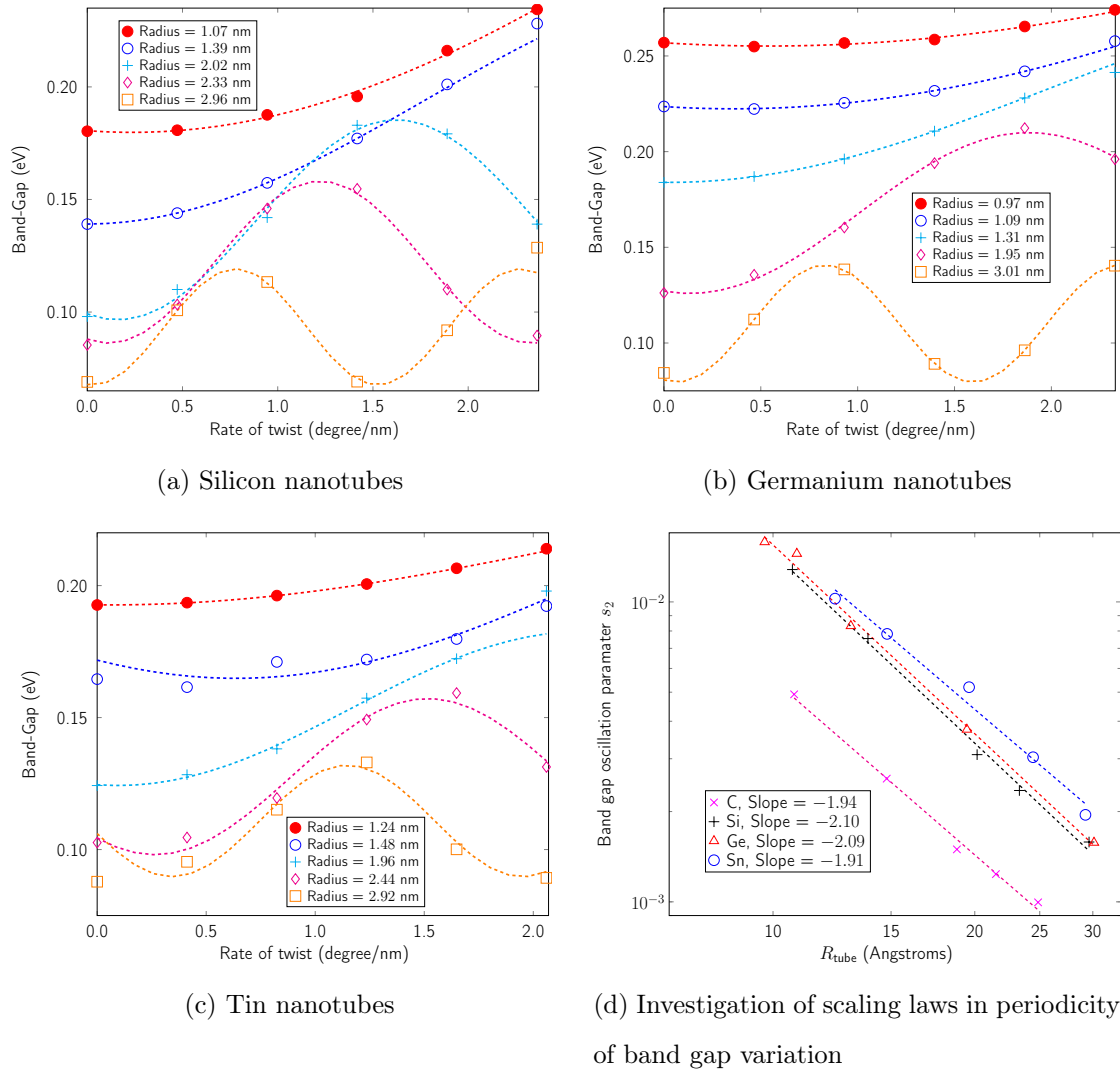 0.20
0.15
0.10
Band-Gap (eV)
Radius = 1.07 nm
Radius = 1.39 nm
Radius = 2.02 nm
Radius = 2.33 nm
Radius = 2.96 nm
0.0 0.5 1.0 1.5 2.0
Rate of twist (degree/nm)
(a) Silicon nanotubes
0.25
0.20
0.15
0.10
Band-Gap (eV)
Radius = 0.97 nm
Radius = 1.09 nm
Radius = 1.31 nm
Radius = 1.95 nm
Radius = 3.01 nm
0.0 0.5 1.0 1.5 2.0
Rate of twist (degree/nm)
(b) Germanium nanotubes
0.20
0.15
0.10
Band-Gap (eV)
Radius = 1.24 nm
Radius = 1.48 nm
Radius = 1.96 nm
Radius = 2.44 nm
Radius = 2.92 nm
0.0 0.5 1.0 1.5 2.0
Rate of twist (degree/nm)
(c) Tin nanotubes
10⁻²
10⁻³
Band gap oscillation paramater s₂
C, Slope = −1.94
Si, Slope = −2.10
Ge, Slope = −2.09
Sn, Slope = −1.91
10 15 20 25 30
R_tube (Angstroms)
(d) Investigation of scaling laws in periodicity
of band gap variation